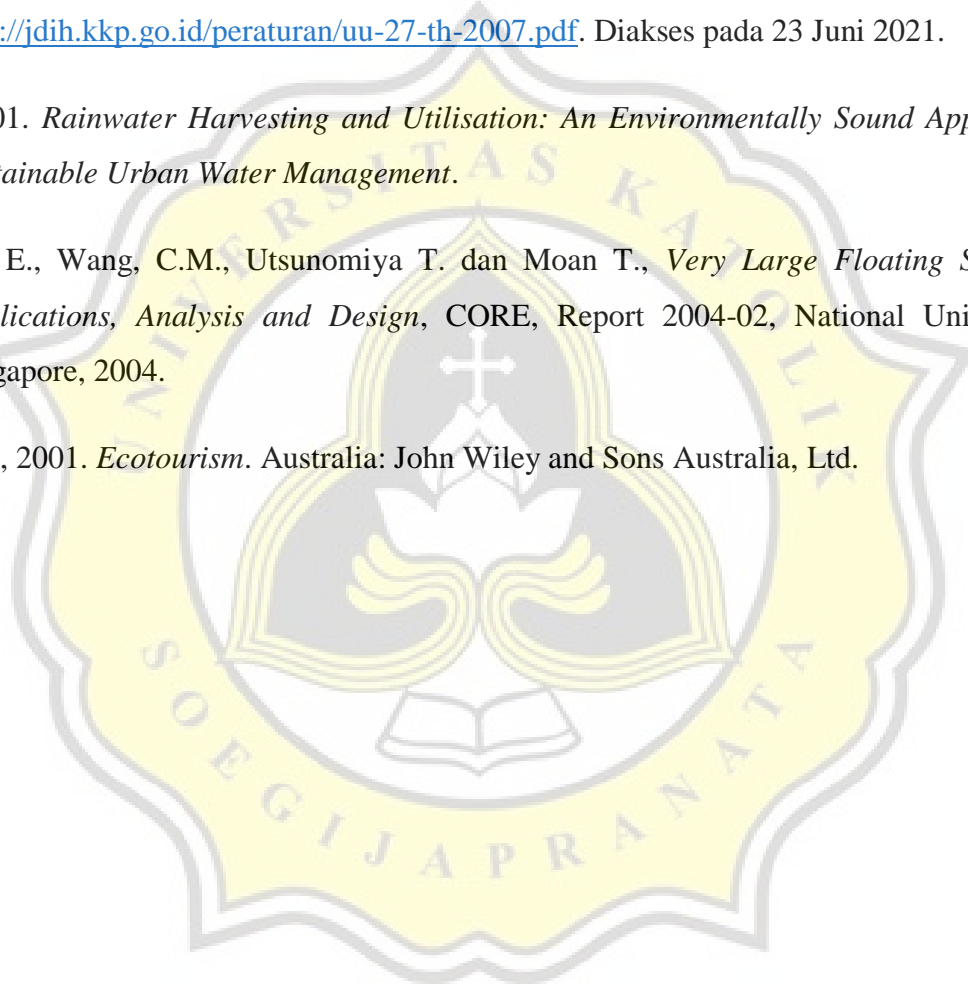 ://jdih.kkp.go.id/peraturan/uu-27-th-2007.pdf. Diakses pada 23 Juni 2021.
01. Rainwater Harvesting and Utilisation: An Environmentally Sound App
tainable Urban Water Management.
E., Wang, C.M., Utsunomiya T. dan Moan T., Very Large Floating S
lications, Analysis and Design, CORE, Report 2004-02, National Uni
gapore, 2004.
, 2001. Ecotourism. Australia: John Wiley and Sons Australia, Ltd.
UNIVERSITAS KATOLIK
SOEGIJAPRANATA